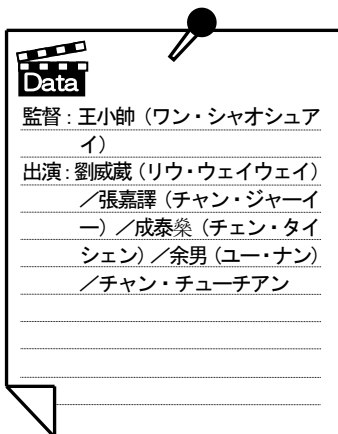 Data
監督：王小帥（ワン・シャオシュア
イ）
出演：劉威葳（リウ・ウェイウェイ）
／張嘉譯（チャン・ジャーイ
ー）／成泰燊（チェン・タイ
シェン）／余男（ユー・ナン）
／チャン・チューチアン